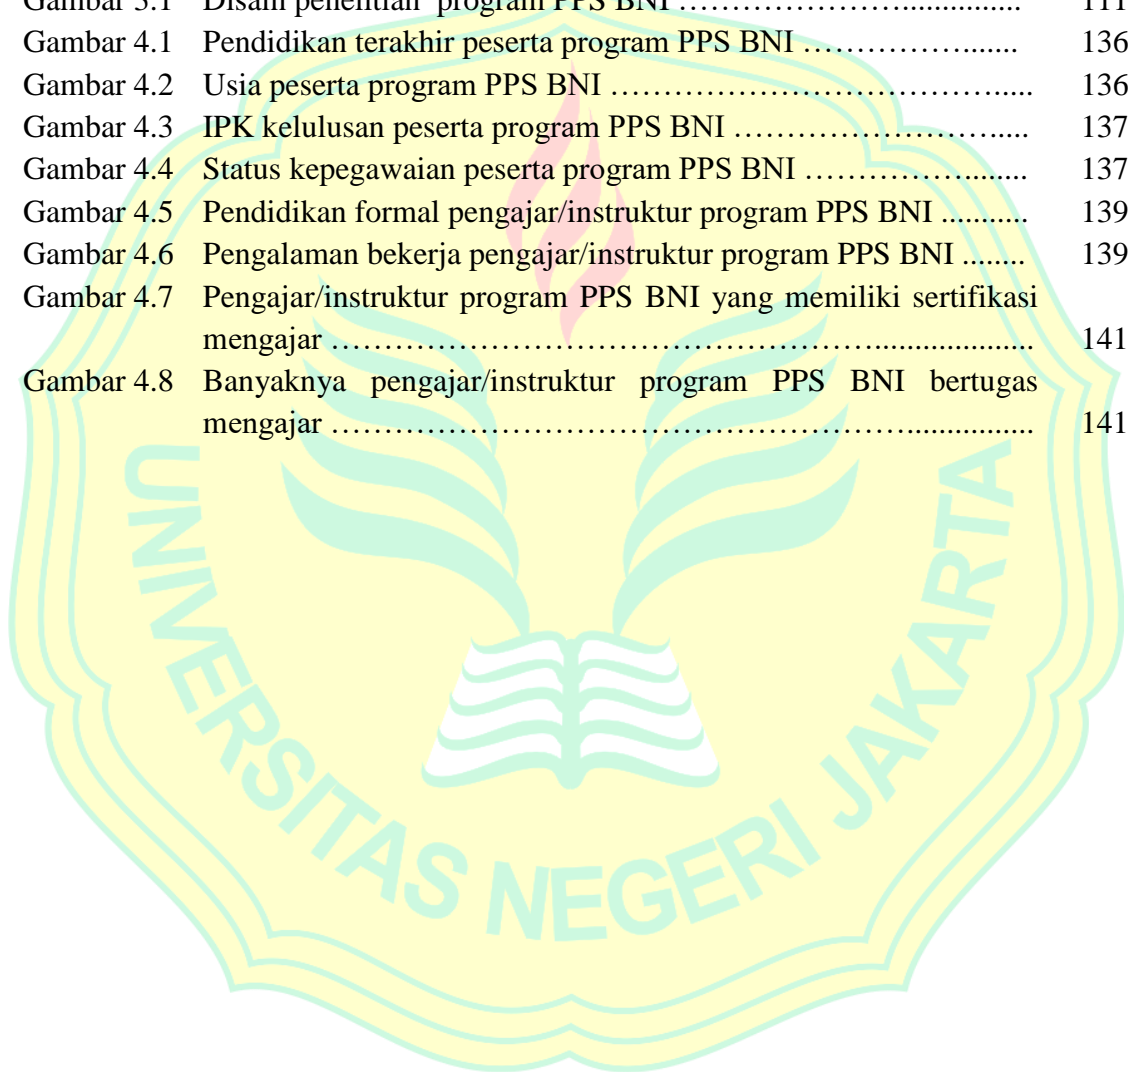 Gambar 3.1 Disain penelitian program PPS BNI ………………….............. 111
Gambar 4.1 Pendidikan terakhir peserta program PPS BNI ……………....... 136
Gambar 4.2 Usia peserta program PPS BNI ………………………………..... 136
Gambar 4.3 IPK kelulusan peserta program PPS BNI ……………………..... 137
Gambar 4.4 Status kepegawaian peserta program PPS BNI ……………........ 137
Gambar 4.5 Pendidikan formal pengajar/instruktur program PPS BNI ........... 139
Gambar 4.6 Pengalaman bekerja pengajar/instruktur program PPS BNI ........ 139
Gambar 4.7 Pengajar/instruktur program PPS BNI yang memiliki sertifikasi
mengajar ……………………………………………..................... 141
Gambar 4.8 Banyaknya pengajar/instruktur program PPS BNI bertugas
mengajar ………………………………………………................ 141
UNIVERSITAS NEGERI JAKARTA